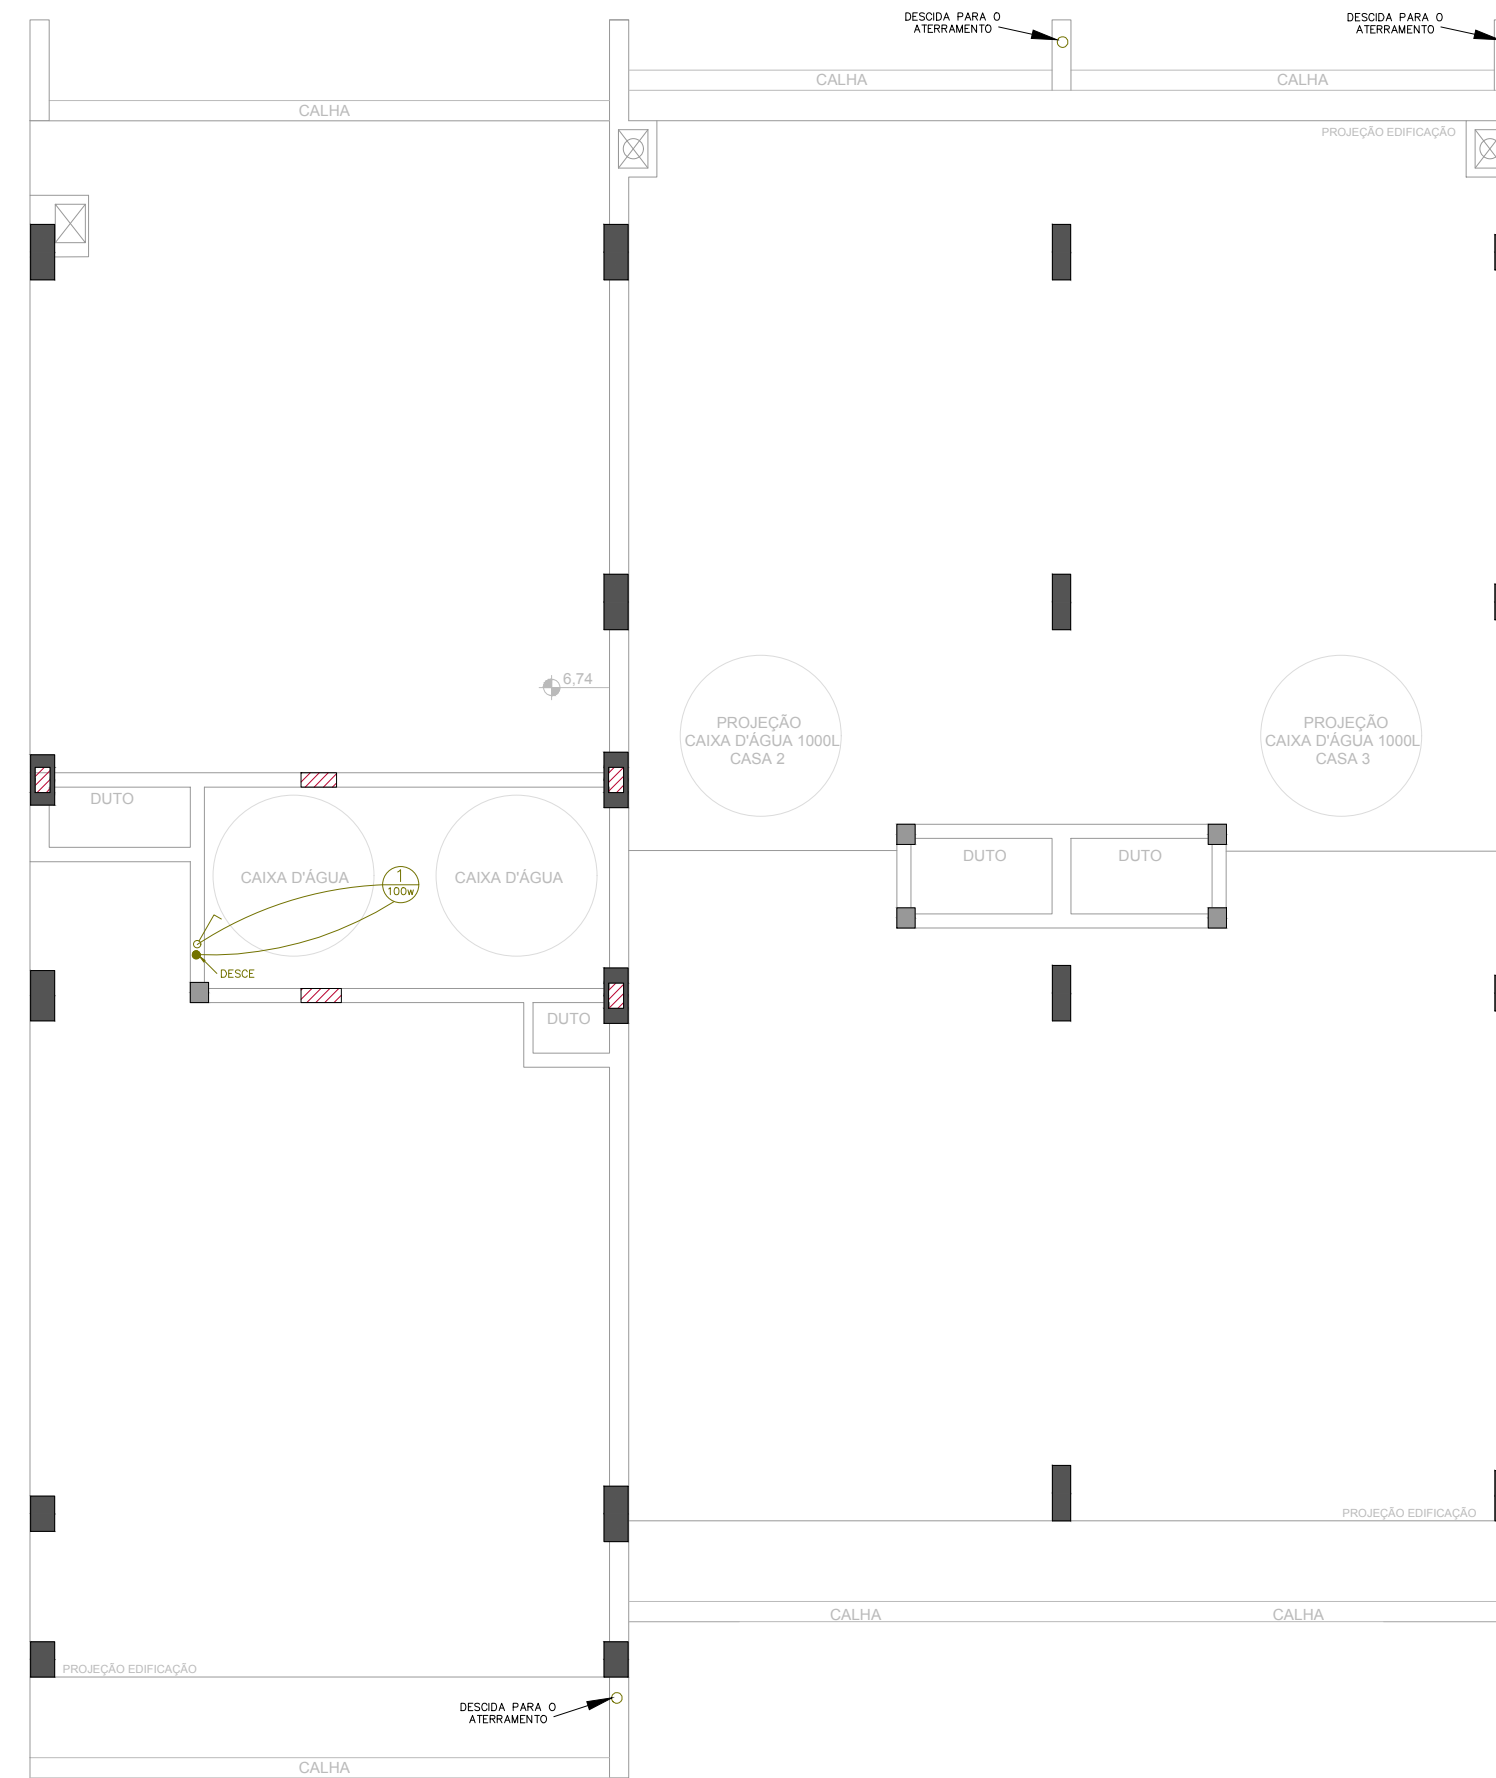 DESCIDA PARA O
ATERRAMENTO
DESCIDA PARA O
ATERRAMENTO
CALHA
CALHA
CALHA
PROJEÇÃO EDIFICAÇÃO
6,74
PROJEÇÃO
CAIXA D'ÁGUA 1000L
CASA 2
PROJEÇÃO
CAIXA D'ÁGUA 1000L
CASA 3
DUTO
DUTO
DUTO
CAIXA D'ÁGUA
1
100w
CAIXA D'ÁGUA
DESCE
DUTO
PROJEÇÃO EDIFICAÇÃO
CALHA
CALHA
PROJEÇÃO EDIFICAÇÃO
DESCIDA PARA O
ATERRAMENTO
CALHA